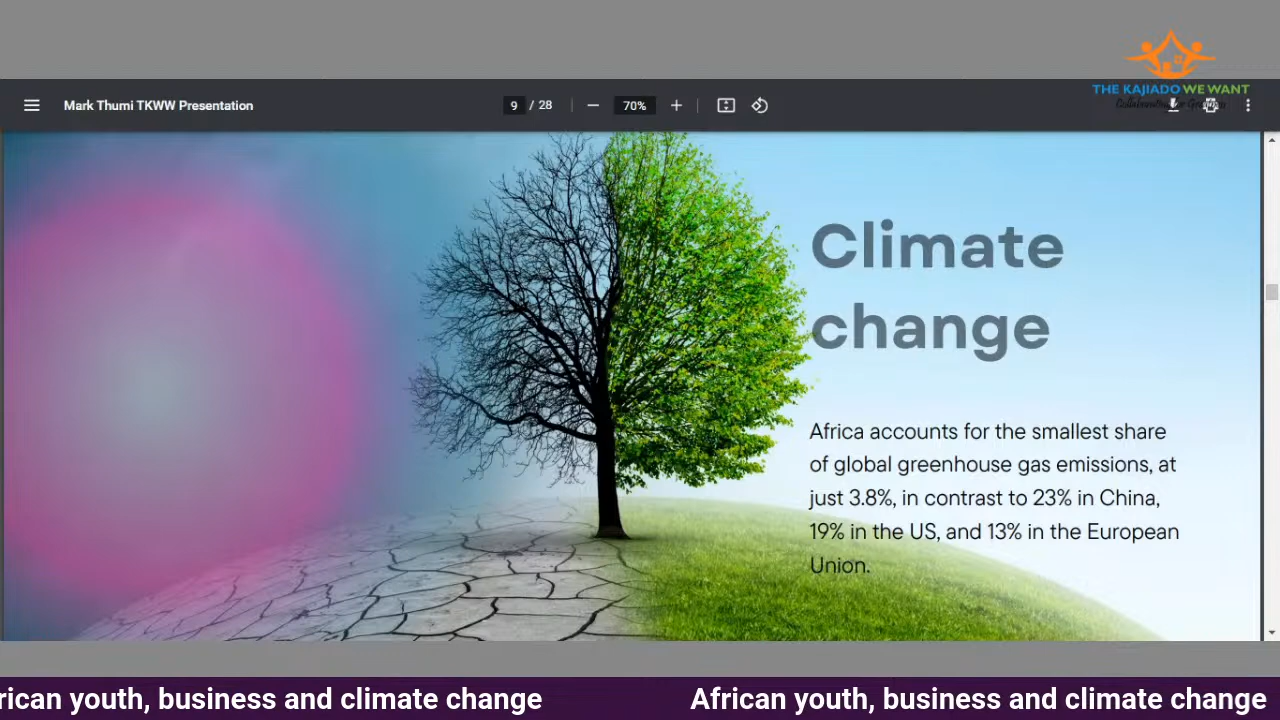 THE KAJIADO WE WANT
Mark Thumi TKWW Presentation
9 / 28
70%
Climate
change
Africa accounts for the smallest share
of global greenhouse gas emissions, at
just 3.8%, in contrast to 23% in China,
19% in the US, and 13% in the European
Union.
rican youth, business and climate change
African youth, business and climate change